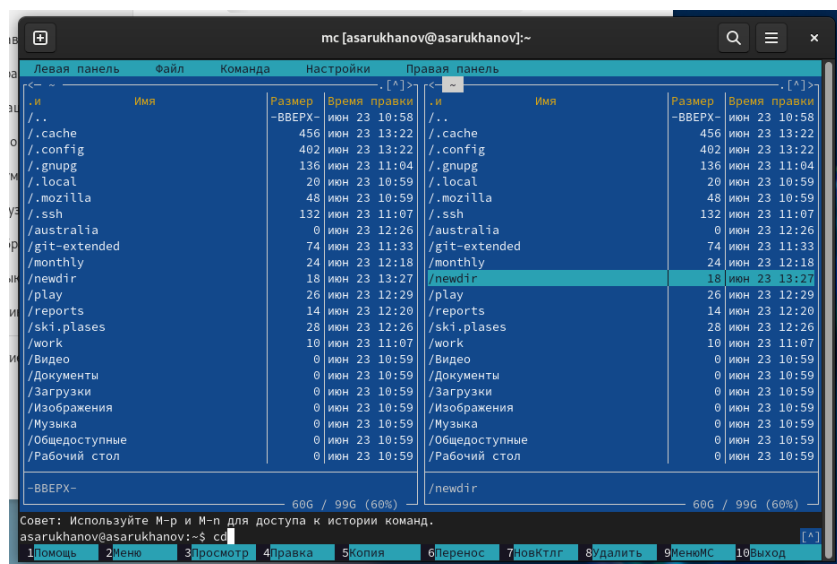 mc [asarukhanov@asarukhanov]:~
Левая панель Файл Команда Настройки Правая панель
<— ~ .[^]> <— ~ .[^]>
.и Имя Размер Время правки .и Имя Размер Время правки
/.. -ВВЕРХ- июн 23 10:58 /.. -ВВЕРХ- июн 23 10:58
/.cache 456 июн 23 13:22 /.cache 456 июн 23 13:22
/.config 402 июн 23 13:22 /.config 402 июн 23 13:22
/.gnupg 136 июн 23 11:04 /.gnupg 136 июн 23 11:04
/.local 20 июн 23 10:59 /.local 20 июн 23 10:59
/.mozilla 48 июн 23 10:59 /.mozilla 48 июн 23 10:59
/.ssh 132 июн 23 11:07 /.ssh 132 июн 23 11:07
/australia 0 июн 23 12:26 /australia 0 июн 23 12:26
/git-extended 74 июн 23 11:33 /git-extended 74 июн 23 11:33
/monthly 24 июн 23 12:18 /monthly 24 июн 23 12:18
/newdir 18 июн 23 13:27 /newdir 18 июн 23 13:27
/play 26 июн 23 12:29 /play 26 июн 23 12:29
/reports 14 июн 23 12:20 /reports 14 июн 23 12:20
/ski.plases 28 июн 23 12:26 /ski.plases 28 июн 23 12:26
/work 10 июн 23 11:07 /work 10 июн 23 11:07
/Видео 0 июн 23 10:59 /Видео 0 июн 23 10:59
/Документы 0 июн 23 10:59 /Документы 0 июн 23 10:59
/Загрузки 0 июн 23 10:59 /Загрузки 0 июн 23 10:59
/Изображения 0 июн 23 10:59 /Изображения 0 июн 23 10:59
/Музыка 0 июн 23 10:59 /Музыка 0 июн 23 10:59
/Общедоступные 0 июн 23 10:59 /Общедоступные 0 июн 23 10:59
/Рабочий стол 0 июн 23 10:59 /Рабочий стол 0 июн 23 10:59
-ВВЕРХ- /newdir
60G / 99G (60%) 60G / 99G (60%)
Совет: Используйте M-p и M-n для доступа к истории команд.
asarukhanov@asarukhanov:~$ cd [^]
1Помощь 2Меню 3Просмотр 4Правка 5Копия 6Перенос 7НовКтлг 8Удалить 9МенюМС 10Выход